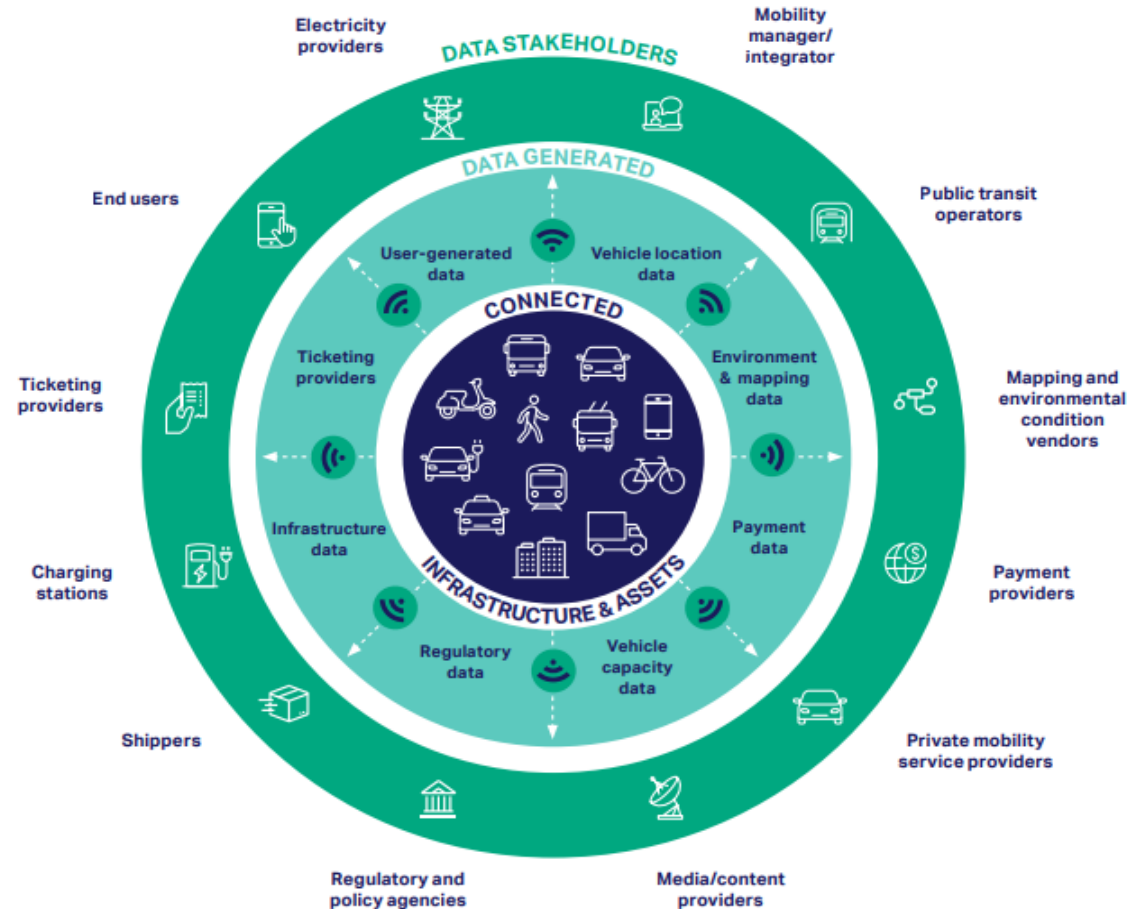 Electricity
providers
DATA STAKEHOLDERS
Mobility
manager/
integrator
DATA GENERATED
End users
Public transit
operators
User-generated
data
Vehicle location
data
CONNECTED
Ticketing
providers
Ticketing
providers
Environment
& mapping
data
Mapping and
environmental
condition
vendors
Infrastructure
data
Payment
data
INFRASTRUCTURE & ASSETS
Charging
stations
Payment
providers
Regulatory
data
Vehicle
capacity
data
Shippers
Private mobility
service providers
Regulatory and
policy agencies
Media/content
providers